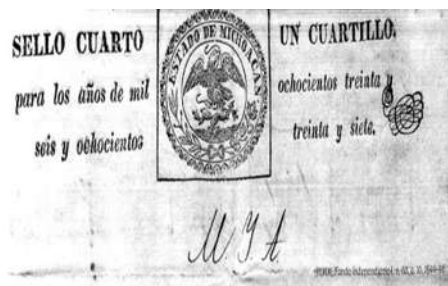 SELLO CUARTO
para los años de mil
seis y ochocientos
ESTADO DE MICHOACAN
UN CUARTILLO.
ochocientos treinta y
treinta y siete.
M. Y. A.